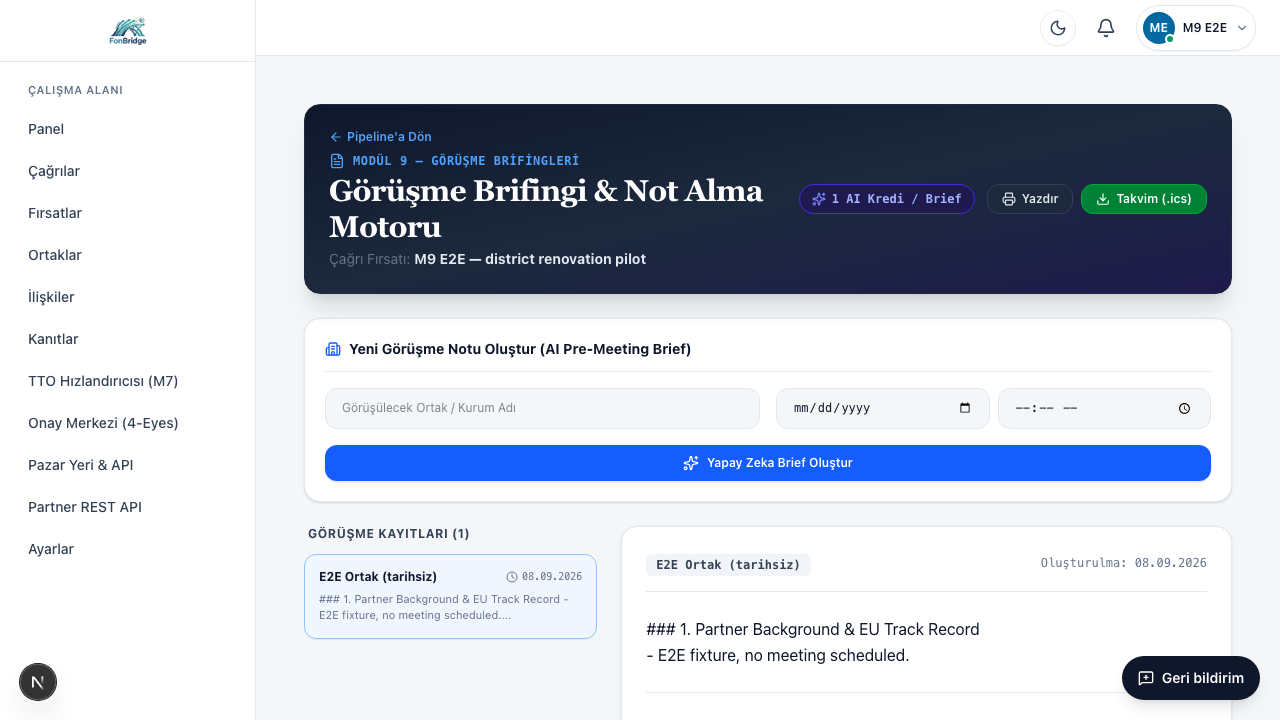 FonBridge
ME
M9 E2E
ÇALIŞMA ALANI
Panel
Çağrılar
Fırsatlar
Ortaklar
İlişkiler
Kanıtlar
TTO Hızlandırıcısı (M7)
Onay Merkezi (4-Eyes)
Pazar Yeri & API
Partner REST API
Ayarlar
N
Pipeline'a Dön
MODÜL 9 — GÖRÜŞME BRİFİNGLERİ
Görüşme Brifingi & Not Alma
Motoru
Çağrı Fırsatı: M9 E2E — district renovation pilot
1 AI Kredi / Brief
Yazdır
Takvim (.ics)
Yeni Görüşme Notu Oluştur (AI Pre-Meeting Brief)
Görüşülecek Ortak / Kurum Adı
mm/dd/yyyy
--:-- --
Yapay Zeka Brief Oluştur
GÖRÜŞME KAYITLARI (1)
E2E Ortak (tarihsiz)
08.09.2026
### 1. Partner Background & EU Track Record -
E2E fixture, no meeting scheduled....
E2E Ortak (tarihsiz)
Oluşturulma: 08.09.2026
### 1. Partner Background & EU Track Record
- E2E fixture, no meeting scheduled.
Geri bildirim